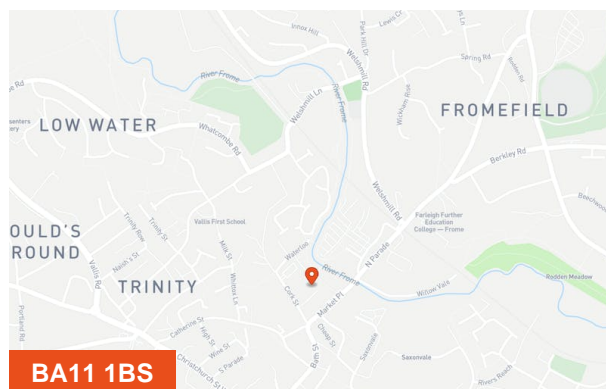 Innox Hill
Park Hill Dr
Lewis Cr
Welshmill Rd
Spring Rd
Rodden Rd
River Frome
Welshmill Ln
River Frome
Wickham Rise
FROMEFIELD
LOW WATER
Whatcombe Rd
Berkley Rd
Welshmill Rd
Beechwood
Farleigh Further
Education
College — Frome
Vallis First School
Trinity Row
Trinity St
OULD'S
ROUND
Naish's St
Milk St
Waterloo
N Parade
River Frome
Rodden Meadow
Vallis Rd
TRINITY
Whittox Ln
Cork St
Market Pl
Willow Vale
Portland Rd
Catherine St
High St
Wine St
S Parade
Cheap St
Bath St
Saxonvale
Saxonvale
Christchurch St
Rivers Reach
BA11 1BS